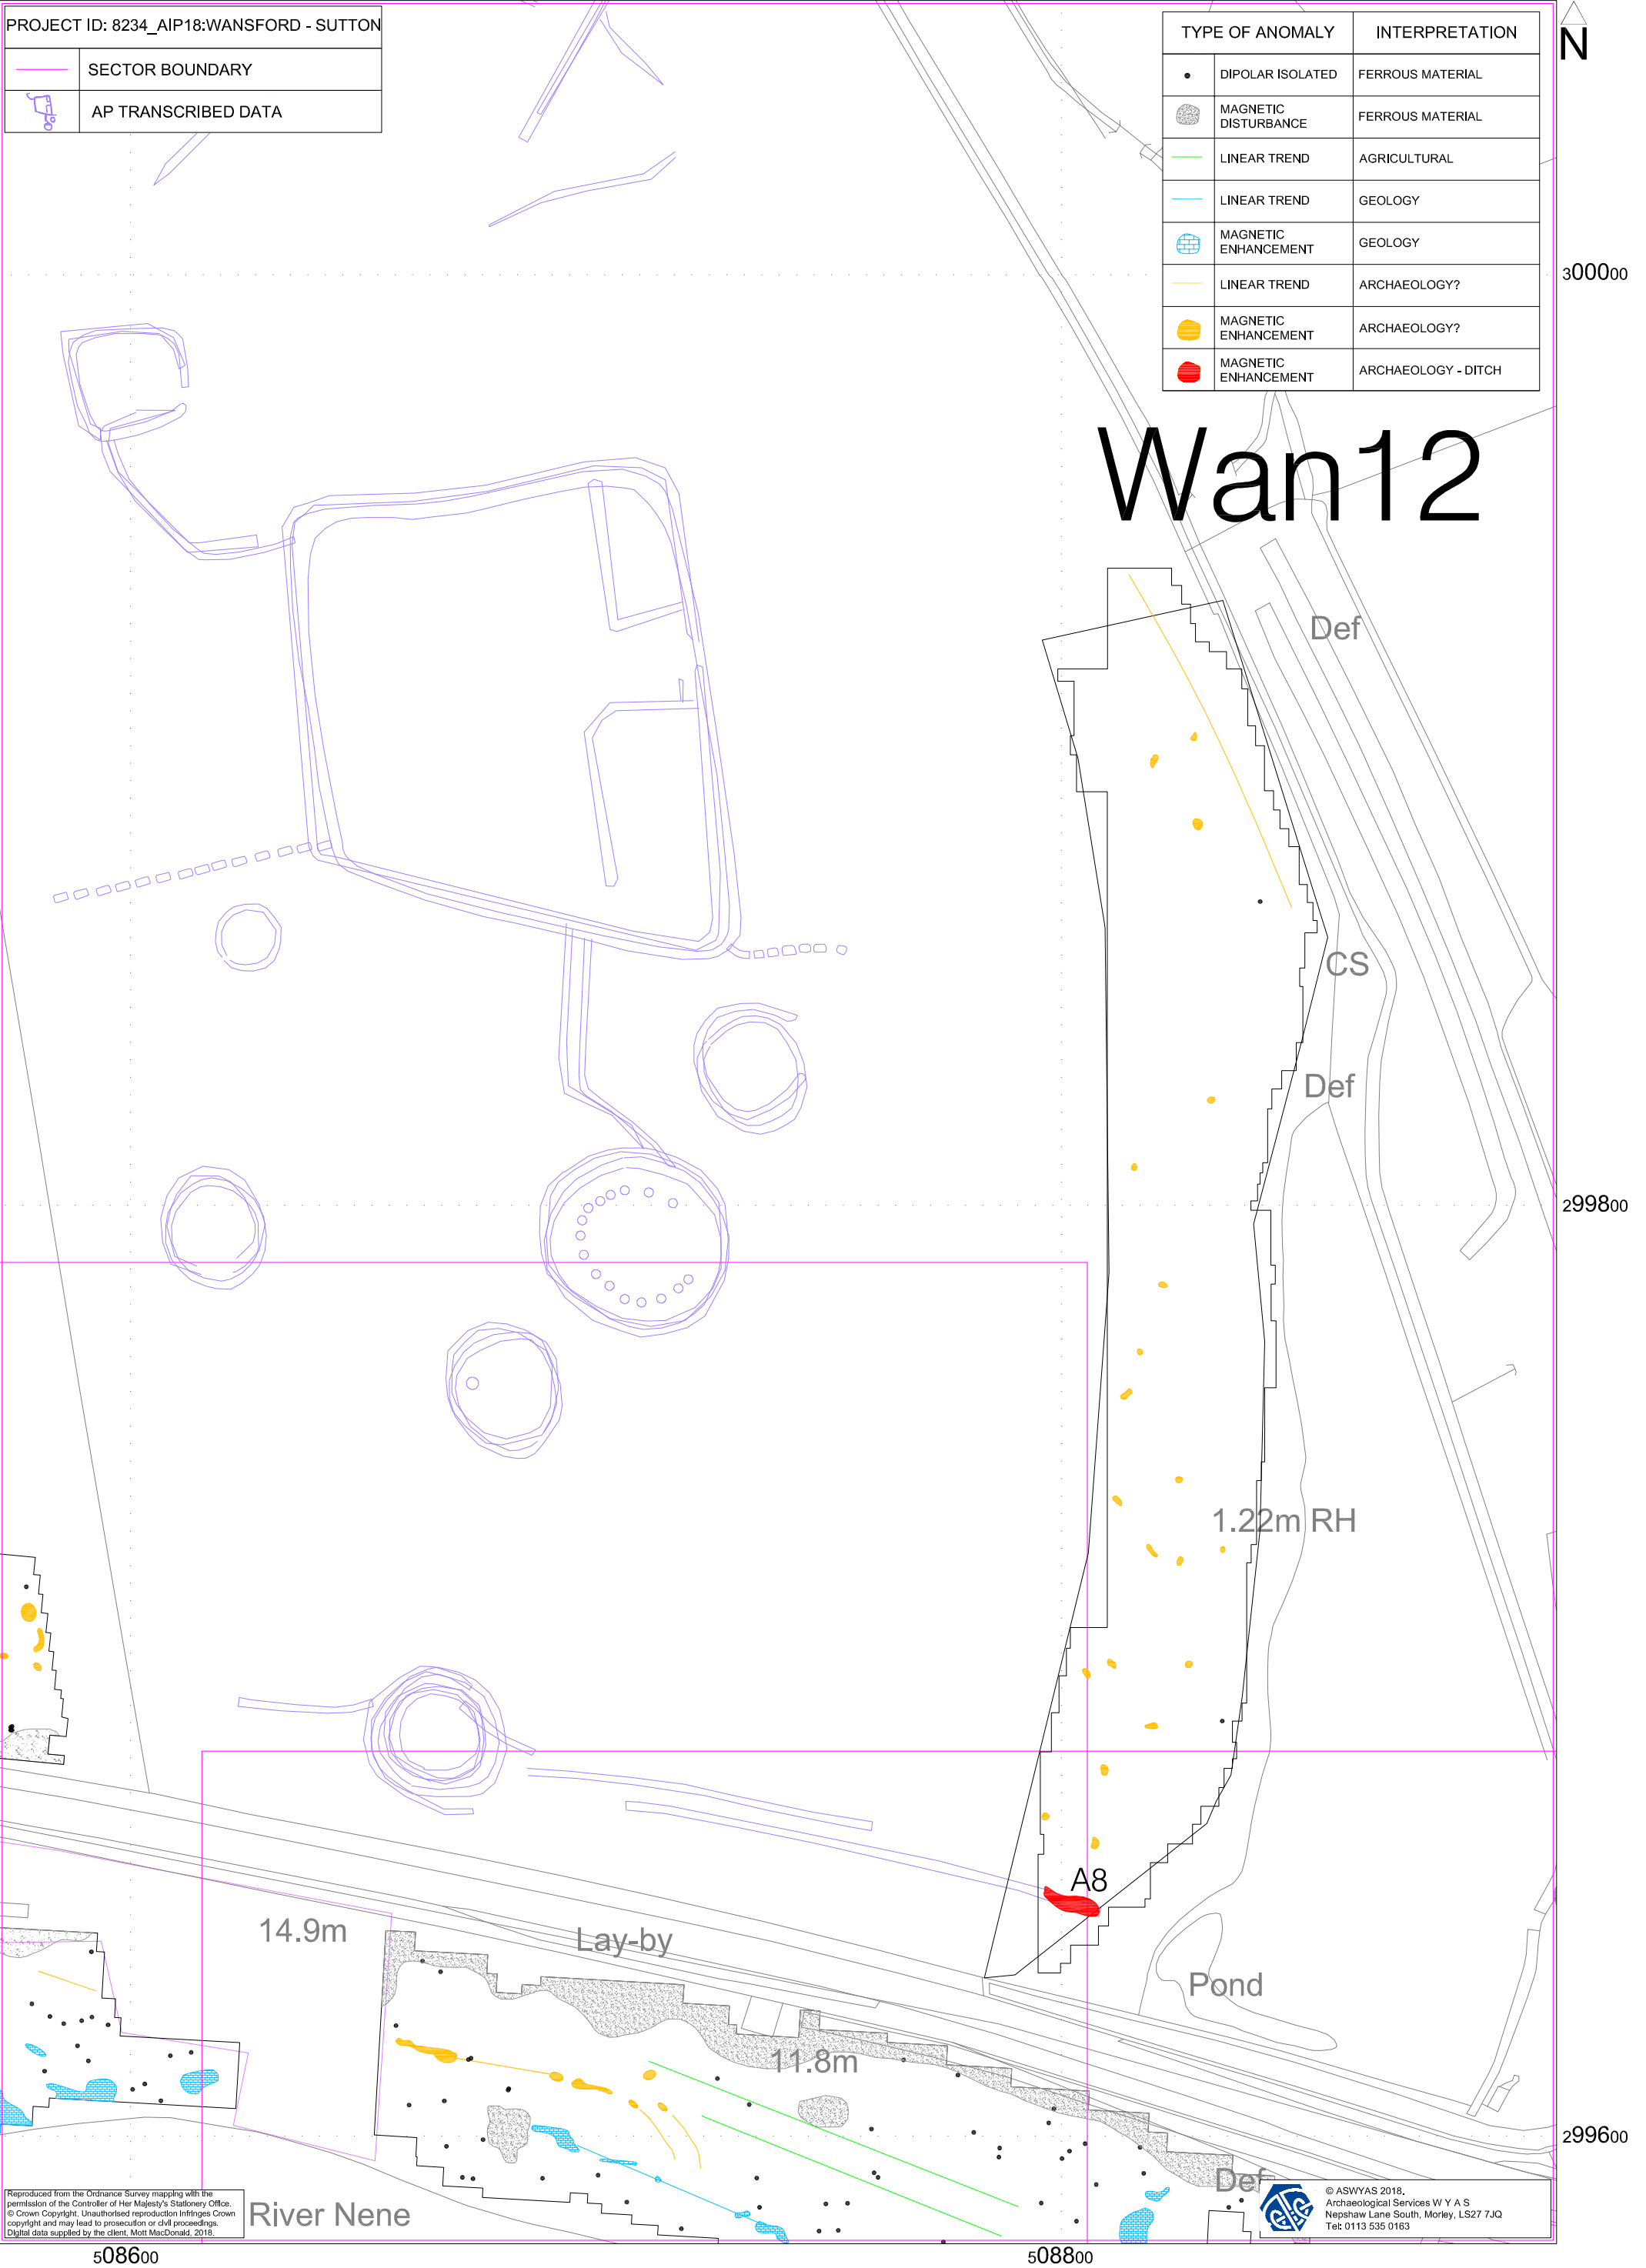 PROJECT ID: 8234_AIP18:WANSFORD - SUTTON
SECTOR BOUNDARY
AP TRANSCRIBED DATA
TYPE OF ANOMALY INTERPRETATION
DIPOLAR ISOLATED FERROUS MATERIAL
MAGNETIC
DISTURBANCE FERROUS MATERIAL
LINEAR TREND AGRICULTURAL
LINEAR TREND GEOLOGY
MAGNETIC
ENHANCEMENT GEOLOGY
LINEAR TREND ARCHAEOLOGY?
MAGNETIC
ENHANCEMENT ARCHAEOLOGY?
MAGNETIC
ENHANCEMENT ARCHAEOLOGY - DITCH
N
300000
Wan12
Def
CS
Def
299800
1.22m RH
A8
14.9m
Lay-by
Pond
11.8m
299600
Def
River Nene
Reproduced from the Ordnance Survey mapping with the
permission of the Controller of Her Majesty's Stationery Office.
© Crown Copyright. Unauthorised reproduction infringes Crown
copyright and may lead to prosecution or civil proceedings.
Digital data supplied by the client, Mott MacDonald, 2018.
© ASWYAS 2018.
Archaeological Services W Y A S
Nepshaw Lane South, Morley, LS27 7JQ
Tel: 0113 535 0163
508600
508800